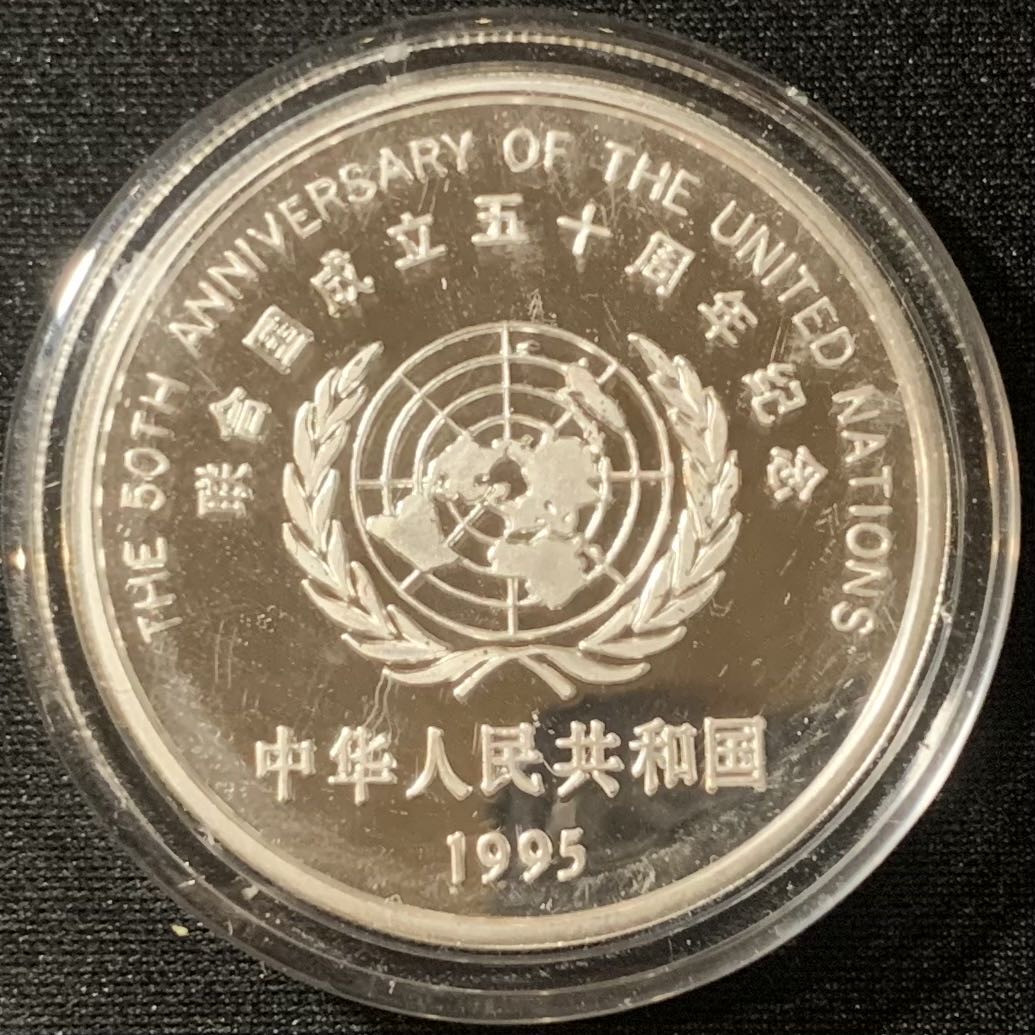 THE 50TH ANNIVERSARY OF THE UNITED NATIONS
联合国成立五十周年纪念
中华人民共和国
1995